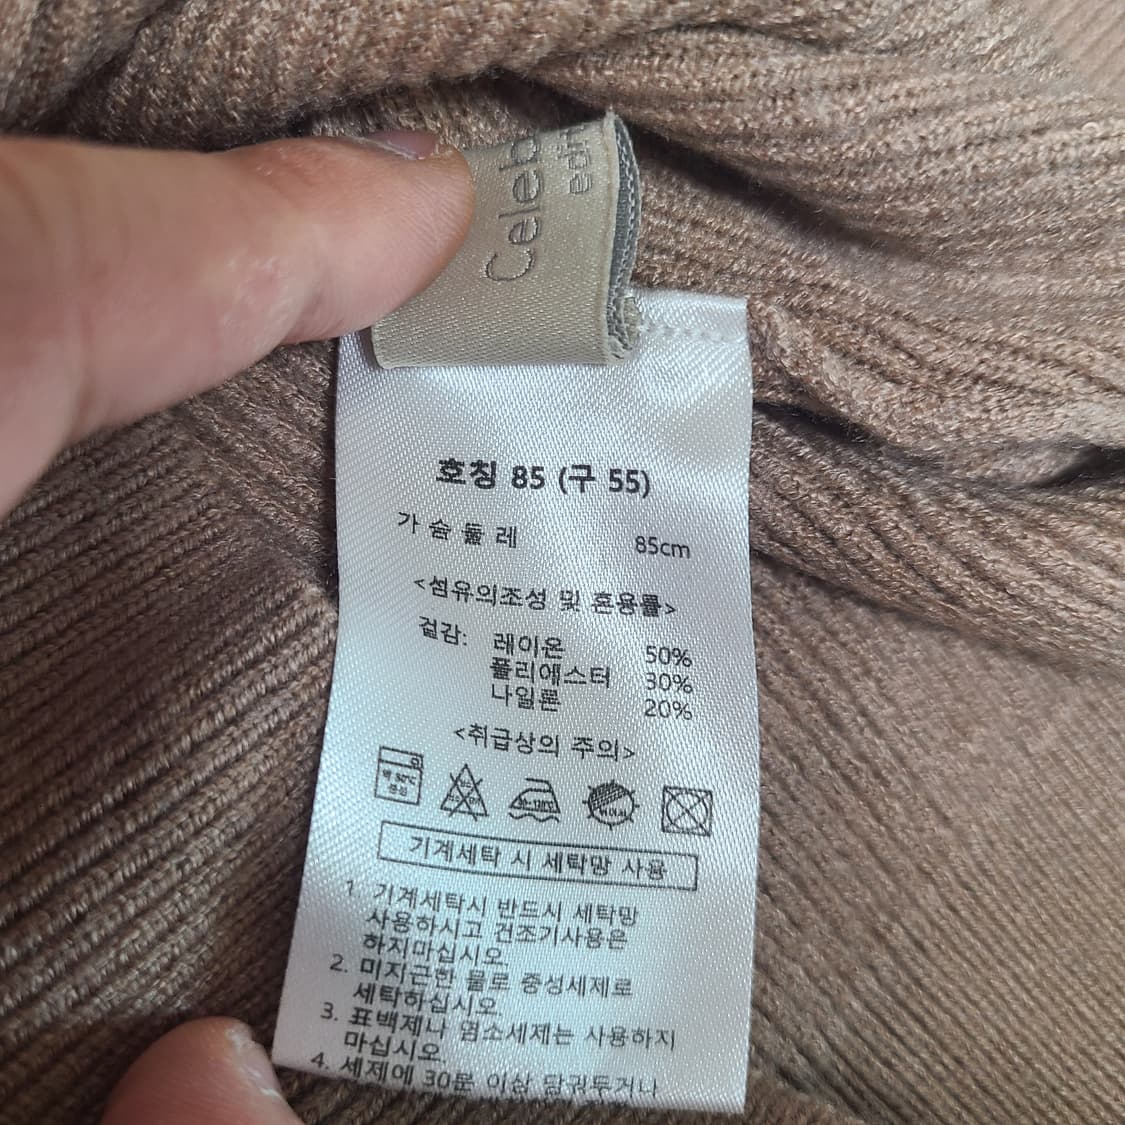 Celeb
edit
호칭 85 (구 55)
가 슴 둘 레 85cm
<섬유의조성 및 혼용률>
겉감: 레이온 50%
폴리에스터 30%
나일론 20%
<취급상의 주의>
기계세탁 시 세탁망 사용
1. 기계세탁시 반드시 세탁망
사용하시고 건조기사용은
하지마십시오.
2. 미지근한 물로 중성세제로
세탁하십시오.
3. 표백제나 염소세제는 사용하지
마십시오.
4. 세제에 30분 이상 담궈두거나